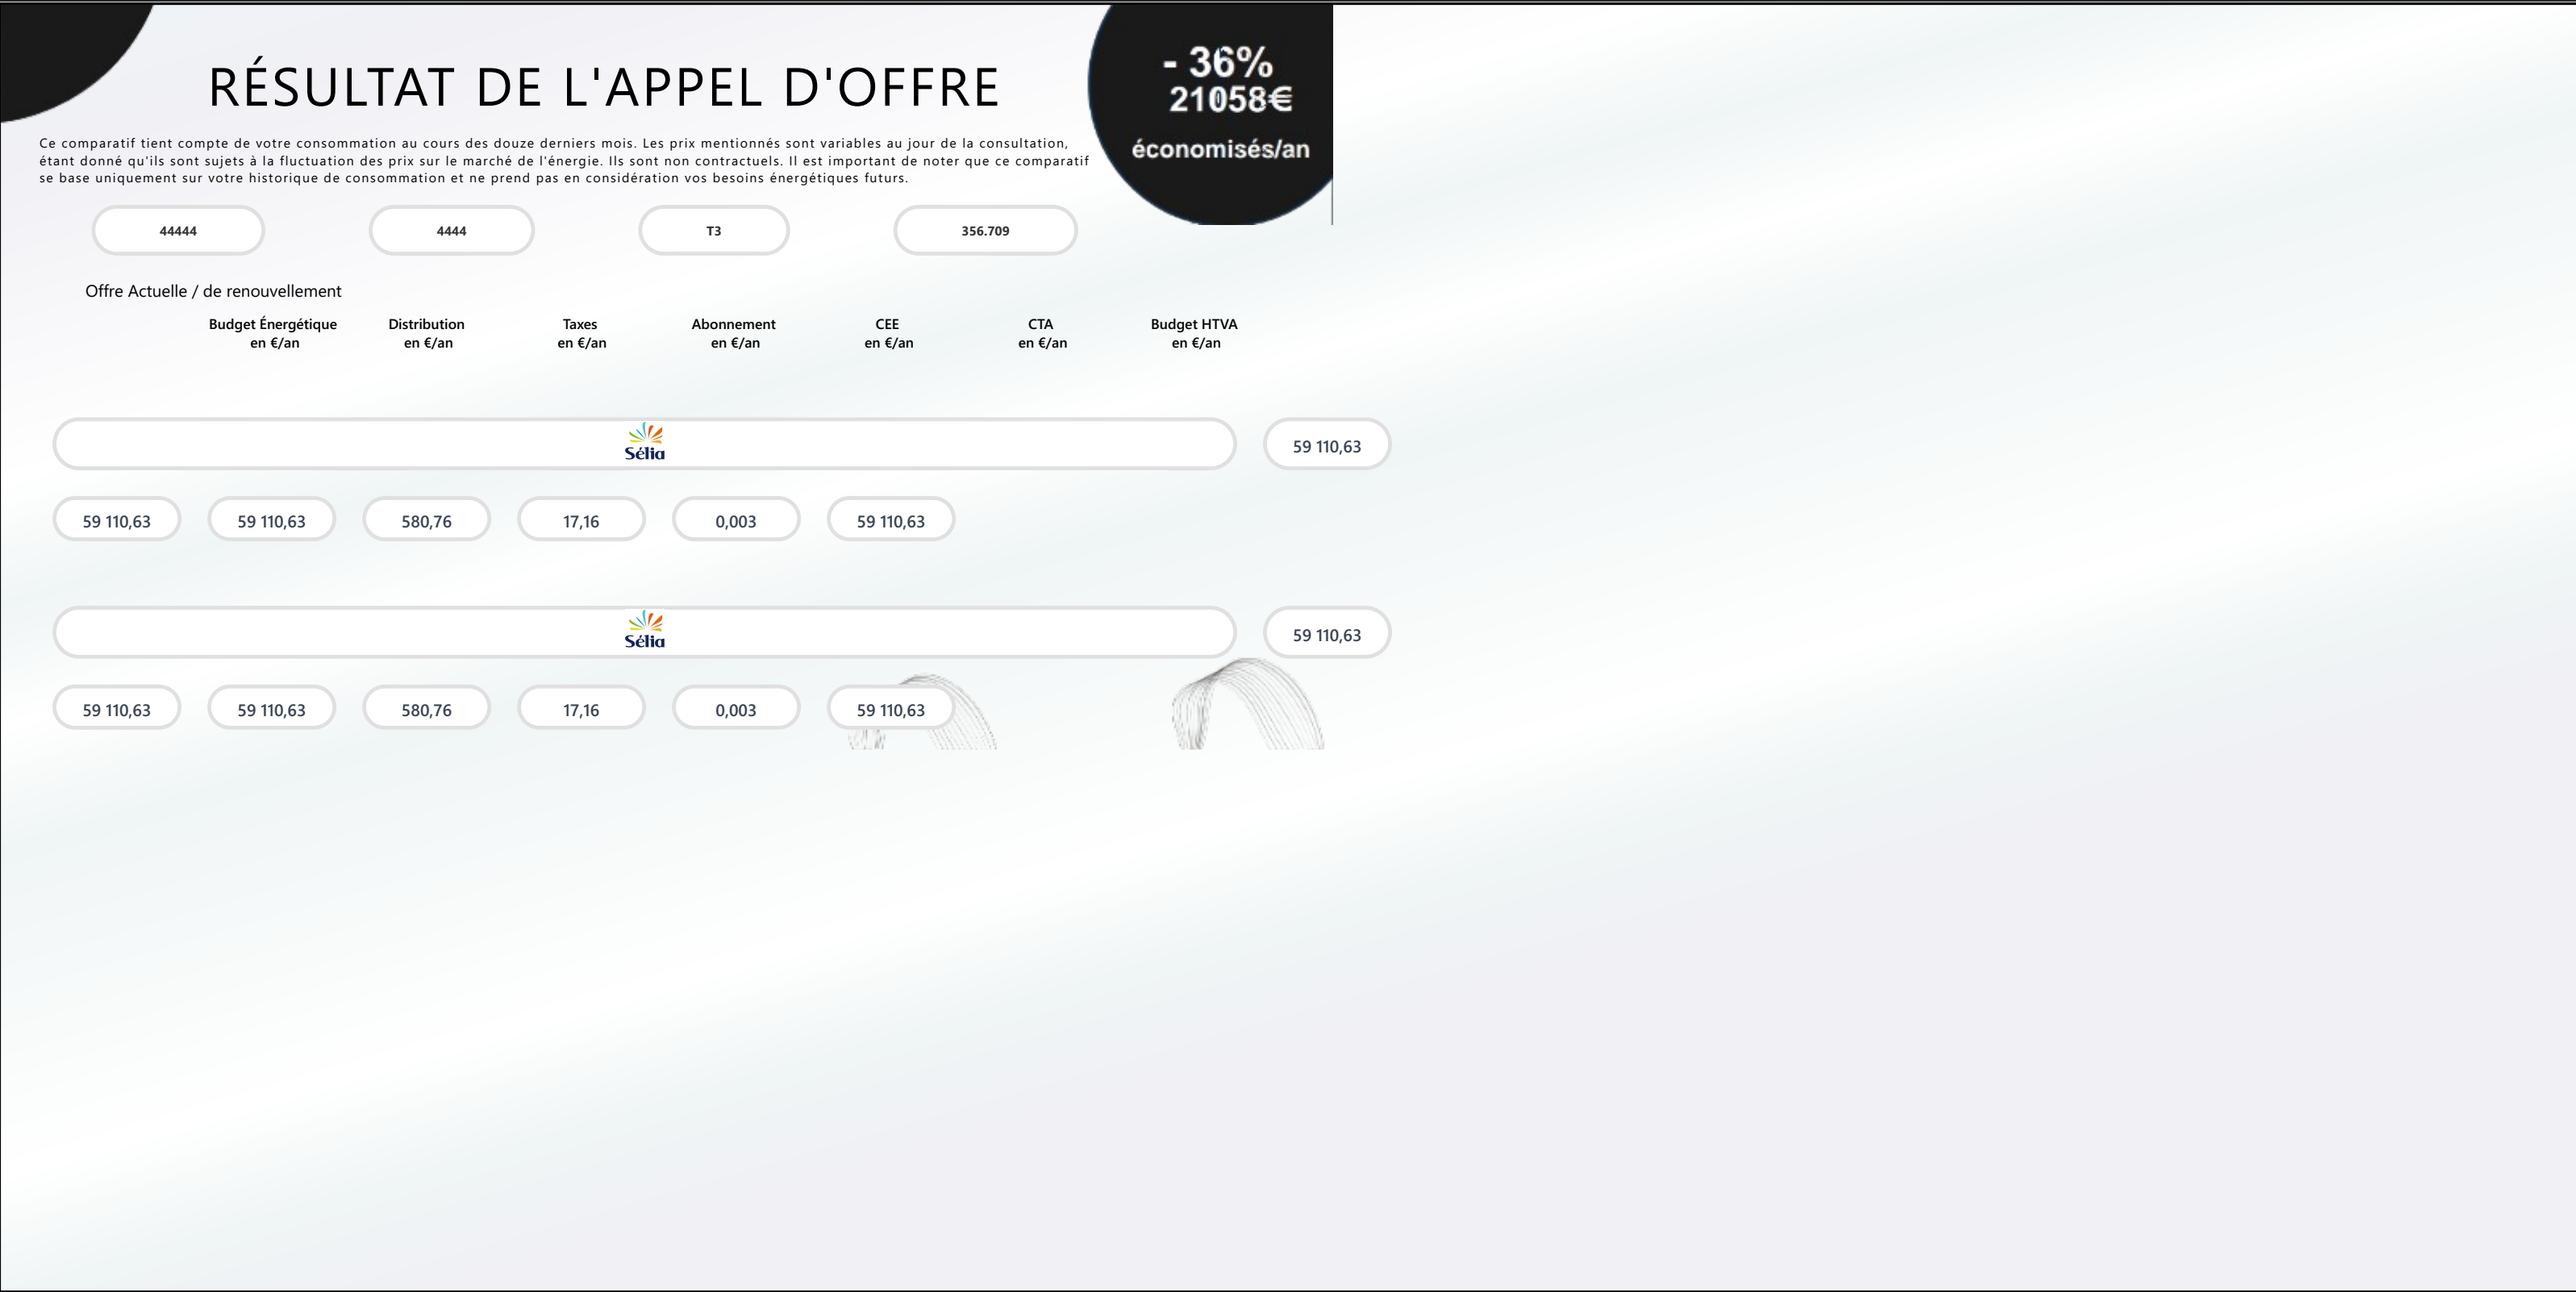 RÉSULTAT DE L'APPEL D'OFFRE
- 36%
21058€
économisés/an
Ce comparatif tient compte de votre consommation au cours des douze derniers mois. Les prix mentionnés sont variables au jour de la consultation,
étant donné qu'ils sont sujets à la fluctuation des prix sur le marché de l'énergie. Ils sont non contractuels. Il est important de noter que ce comparatif
se base uniquement sur votre historique de consommation et ne prend pas en considération vos besoins énergétiques futurs.
44444 4444 T3 356.709
Offre Actuelle / de renouvellement
Budget Énergétique Distribution Taxes Abonnement CEE CTA Budget HTVA
en €/an en €/an en €/an en €/an en €/an en €/an en €/an
Sélia 59 110,63
59 110,63 59 110,63 580,76 17,16 0,003 59 110,63
Sélia 59 110,63
59 110,63 59 110,63 580,76 17,16 0,003 59 110,63